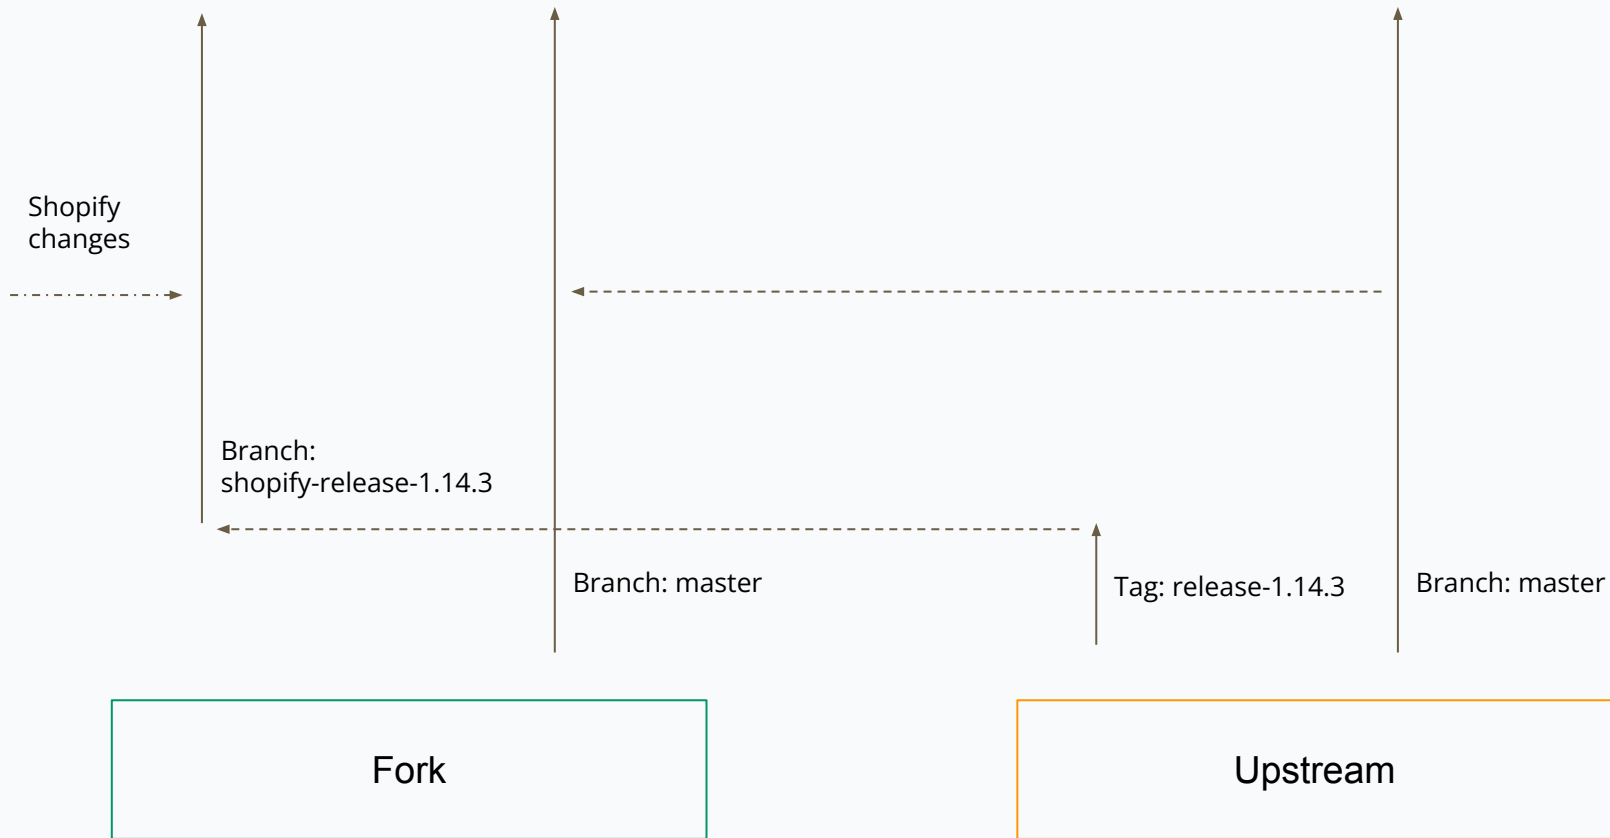 Shopify
changes
Branch:
shopify-release-1.14.3
Branch: master
Tag: release-1.14.3
Branch: master
Fork
Upstream